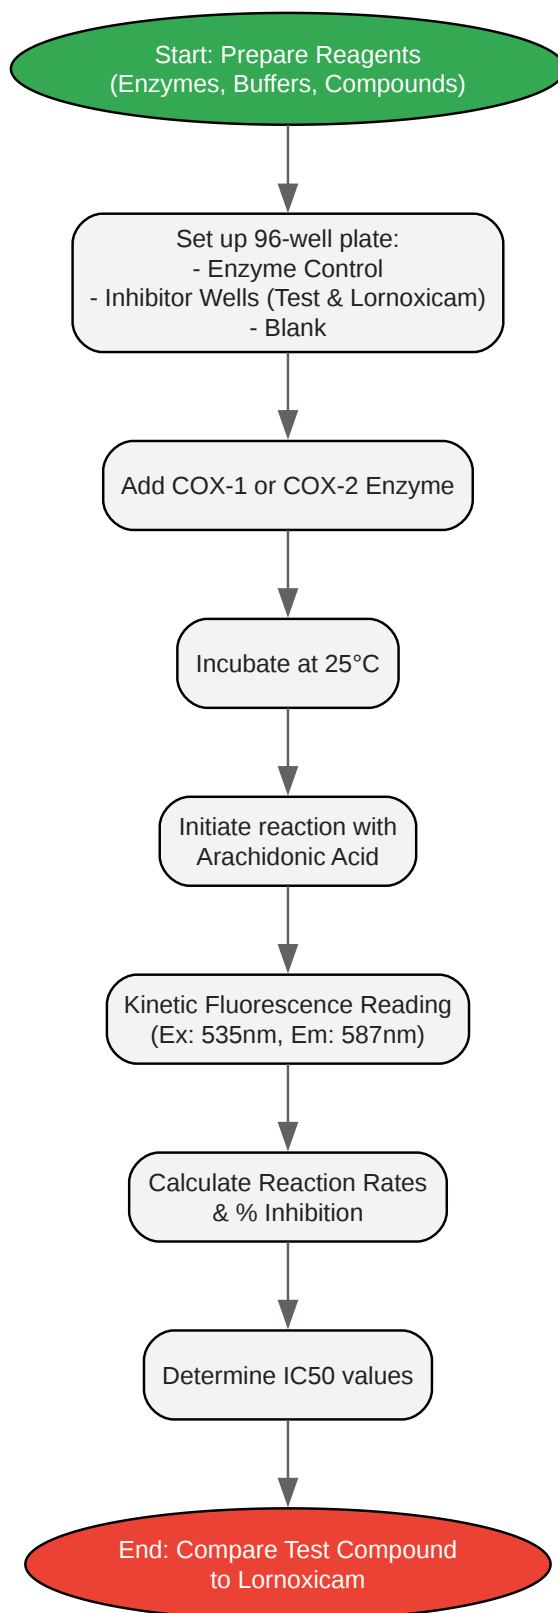 Start: Prepare Reagents
(Enzymes, Buffers, Compounds)
Set up 96-well plate:
- Enzyme Control
- Inhibitor Wells (Test & Lornoxicam)
- Blank
Add COX-1 or COX-2 Enzyme
Incubate at 25°C
Initiate reaction with
Arachidonic Acid
Kinetic Fluorescence Reading
(Ex: 535nm, Em: 587nm)
Calculate Reaction Rates
& % Inhibition
Determine IC50 values
End: Compare Test Compound
to Lornoxicam